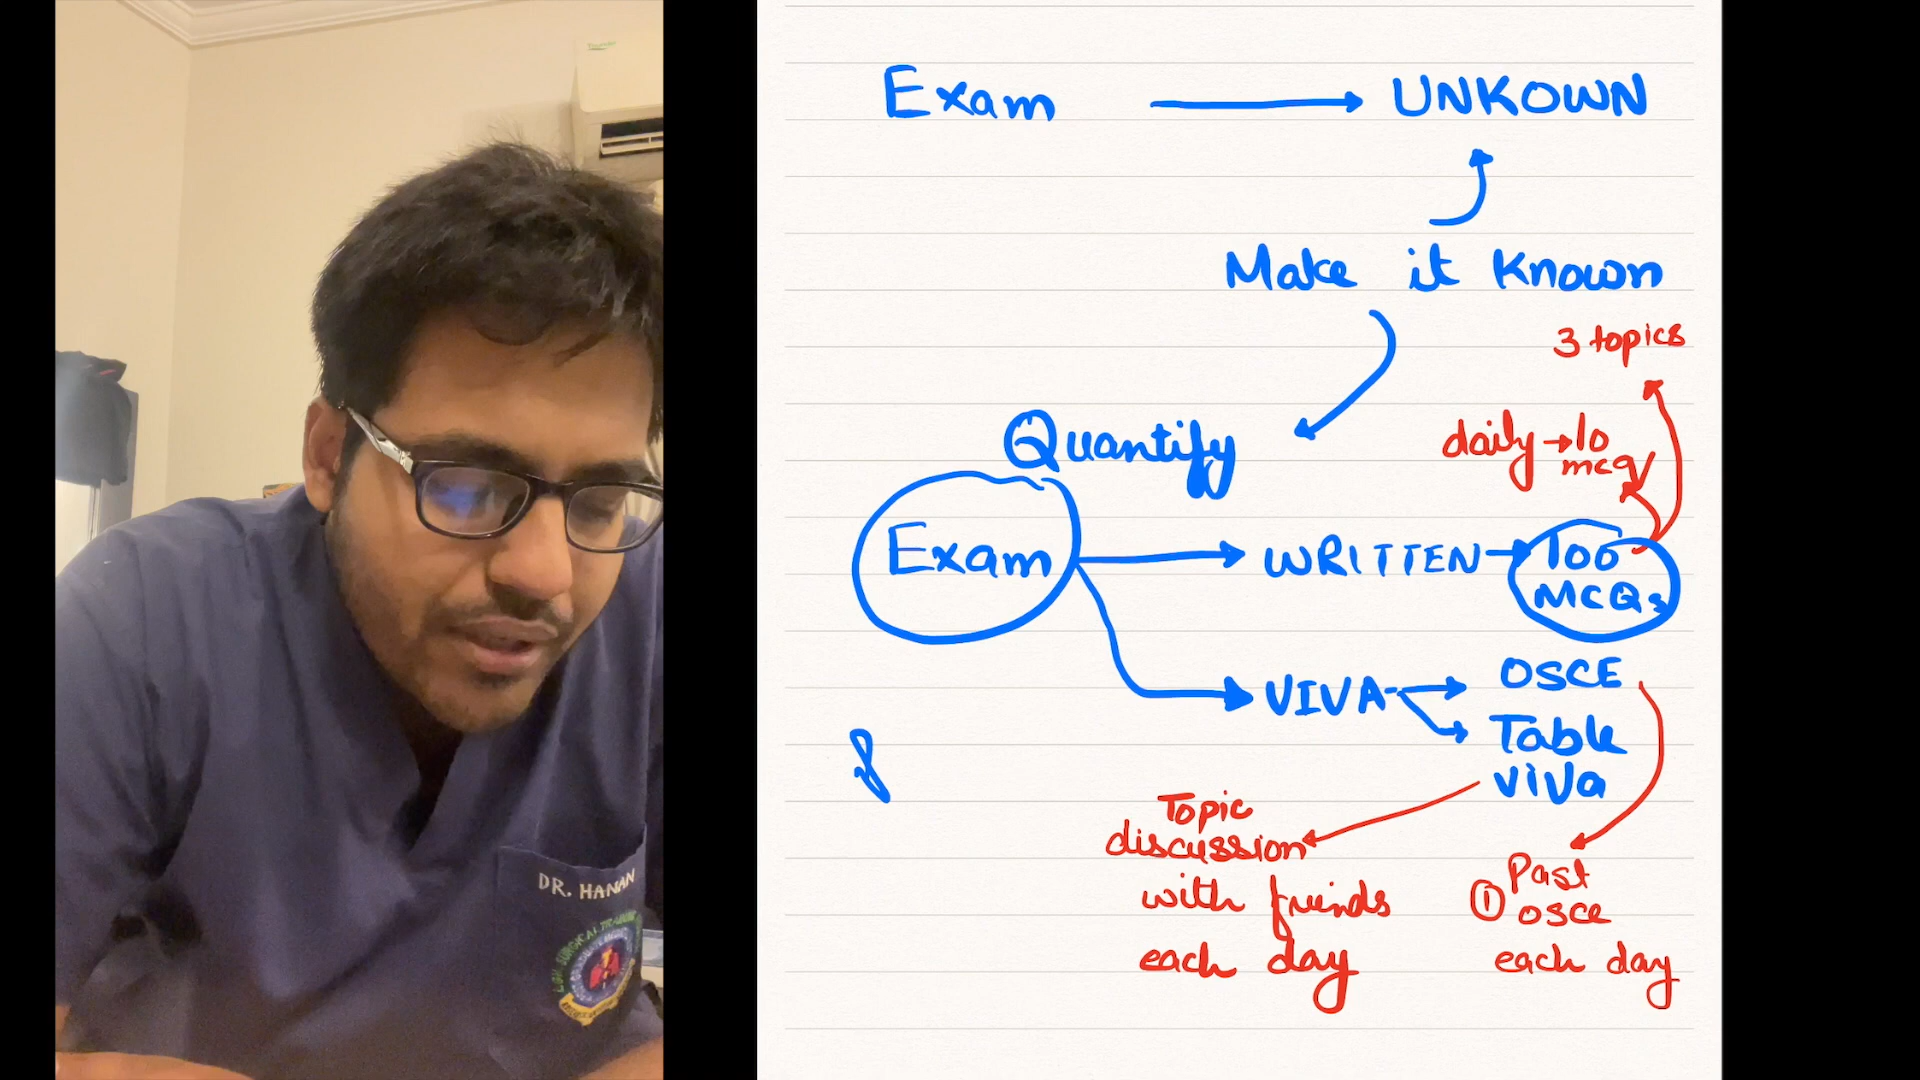 Exam → UNKOWN
Make it known
3 topics
Quantify
daily → 10
mcq
Exam
WRITTEN → 100
MCQs
VIVA
OSCE
Table
viva
Topic
discussion
with friends
each day
Past
① OSCE
each day
DR. HANAN